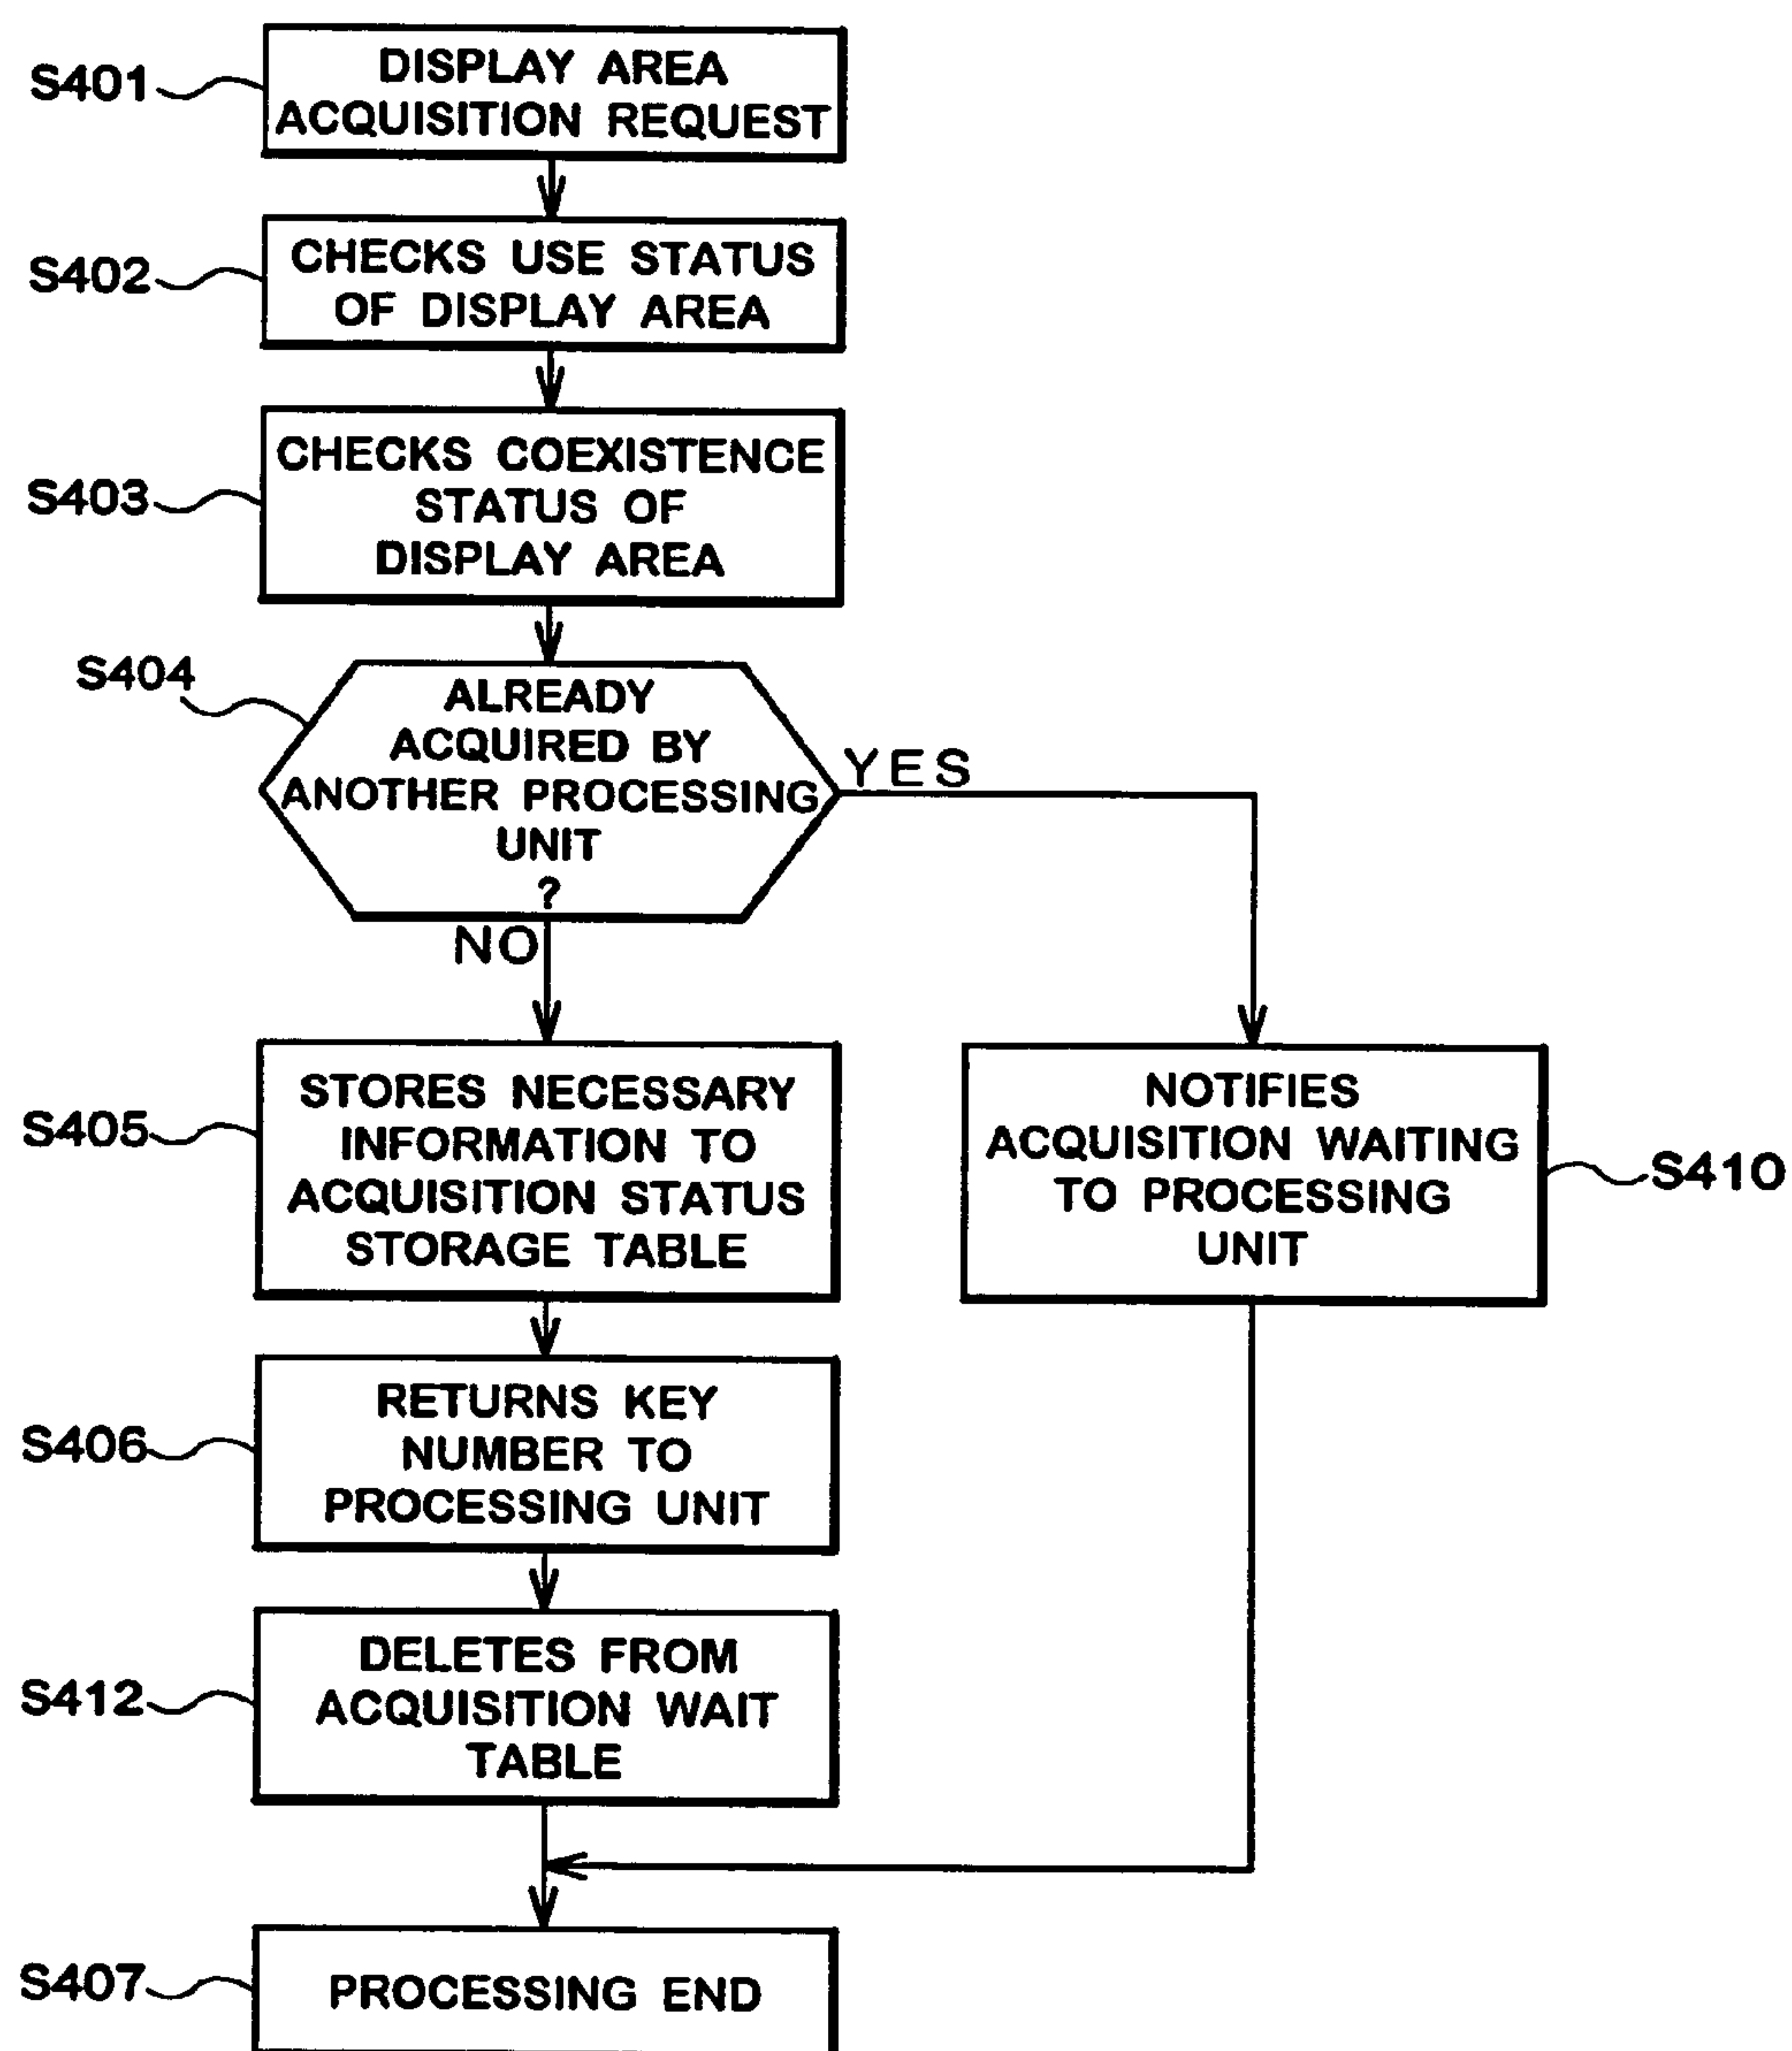 S401
DISPLAY AREA
ACQUISITION REQUEST
S402
CHECKS USE STATUS
OF DISPLAY AREA
S403
CHECKS COEXISTENCE
STATUS OF
DISPLAY AREA
S404
ALREADY
ACQUIRED BY
ANOTHER PROCESSING
UNIT
?
YES
NO
S405
STORES NECESSARY
INFORMATION TO
ACQUISITION STATUS
STORAGE TABLE
NOTIFIES
ACQUISITION WAITING
TO PROCESSING
UNIT
S410
S406
RETURNS KEY
NUMBER TO
PROCESSING UNIT
S412
DELETES FROM
ACQUISITION WAIT
TABLE
S407
PROCESSING END